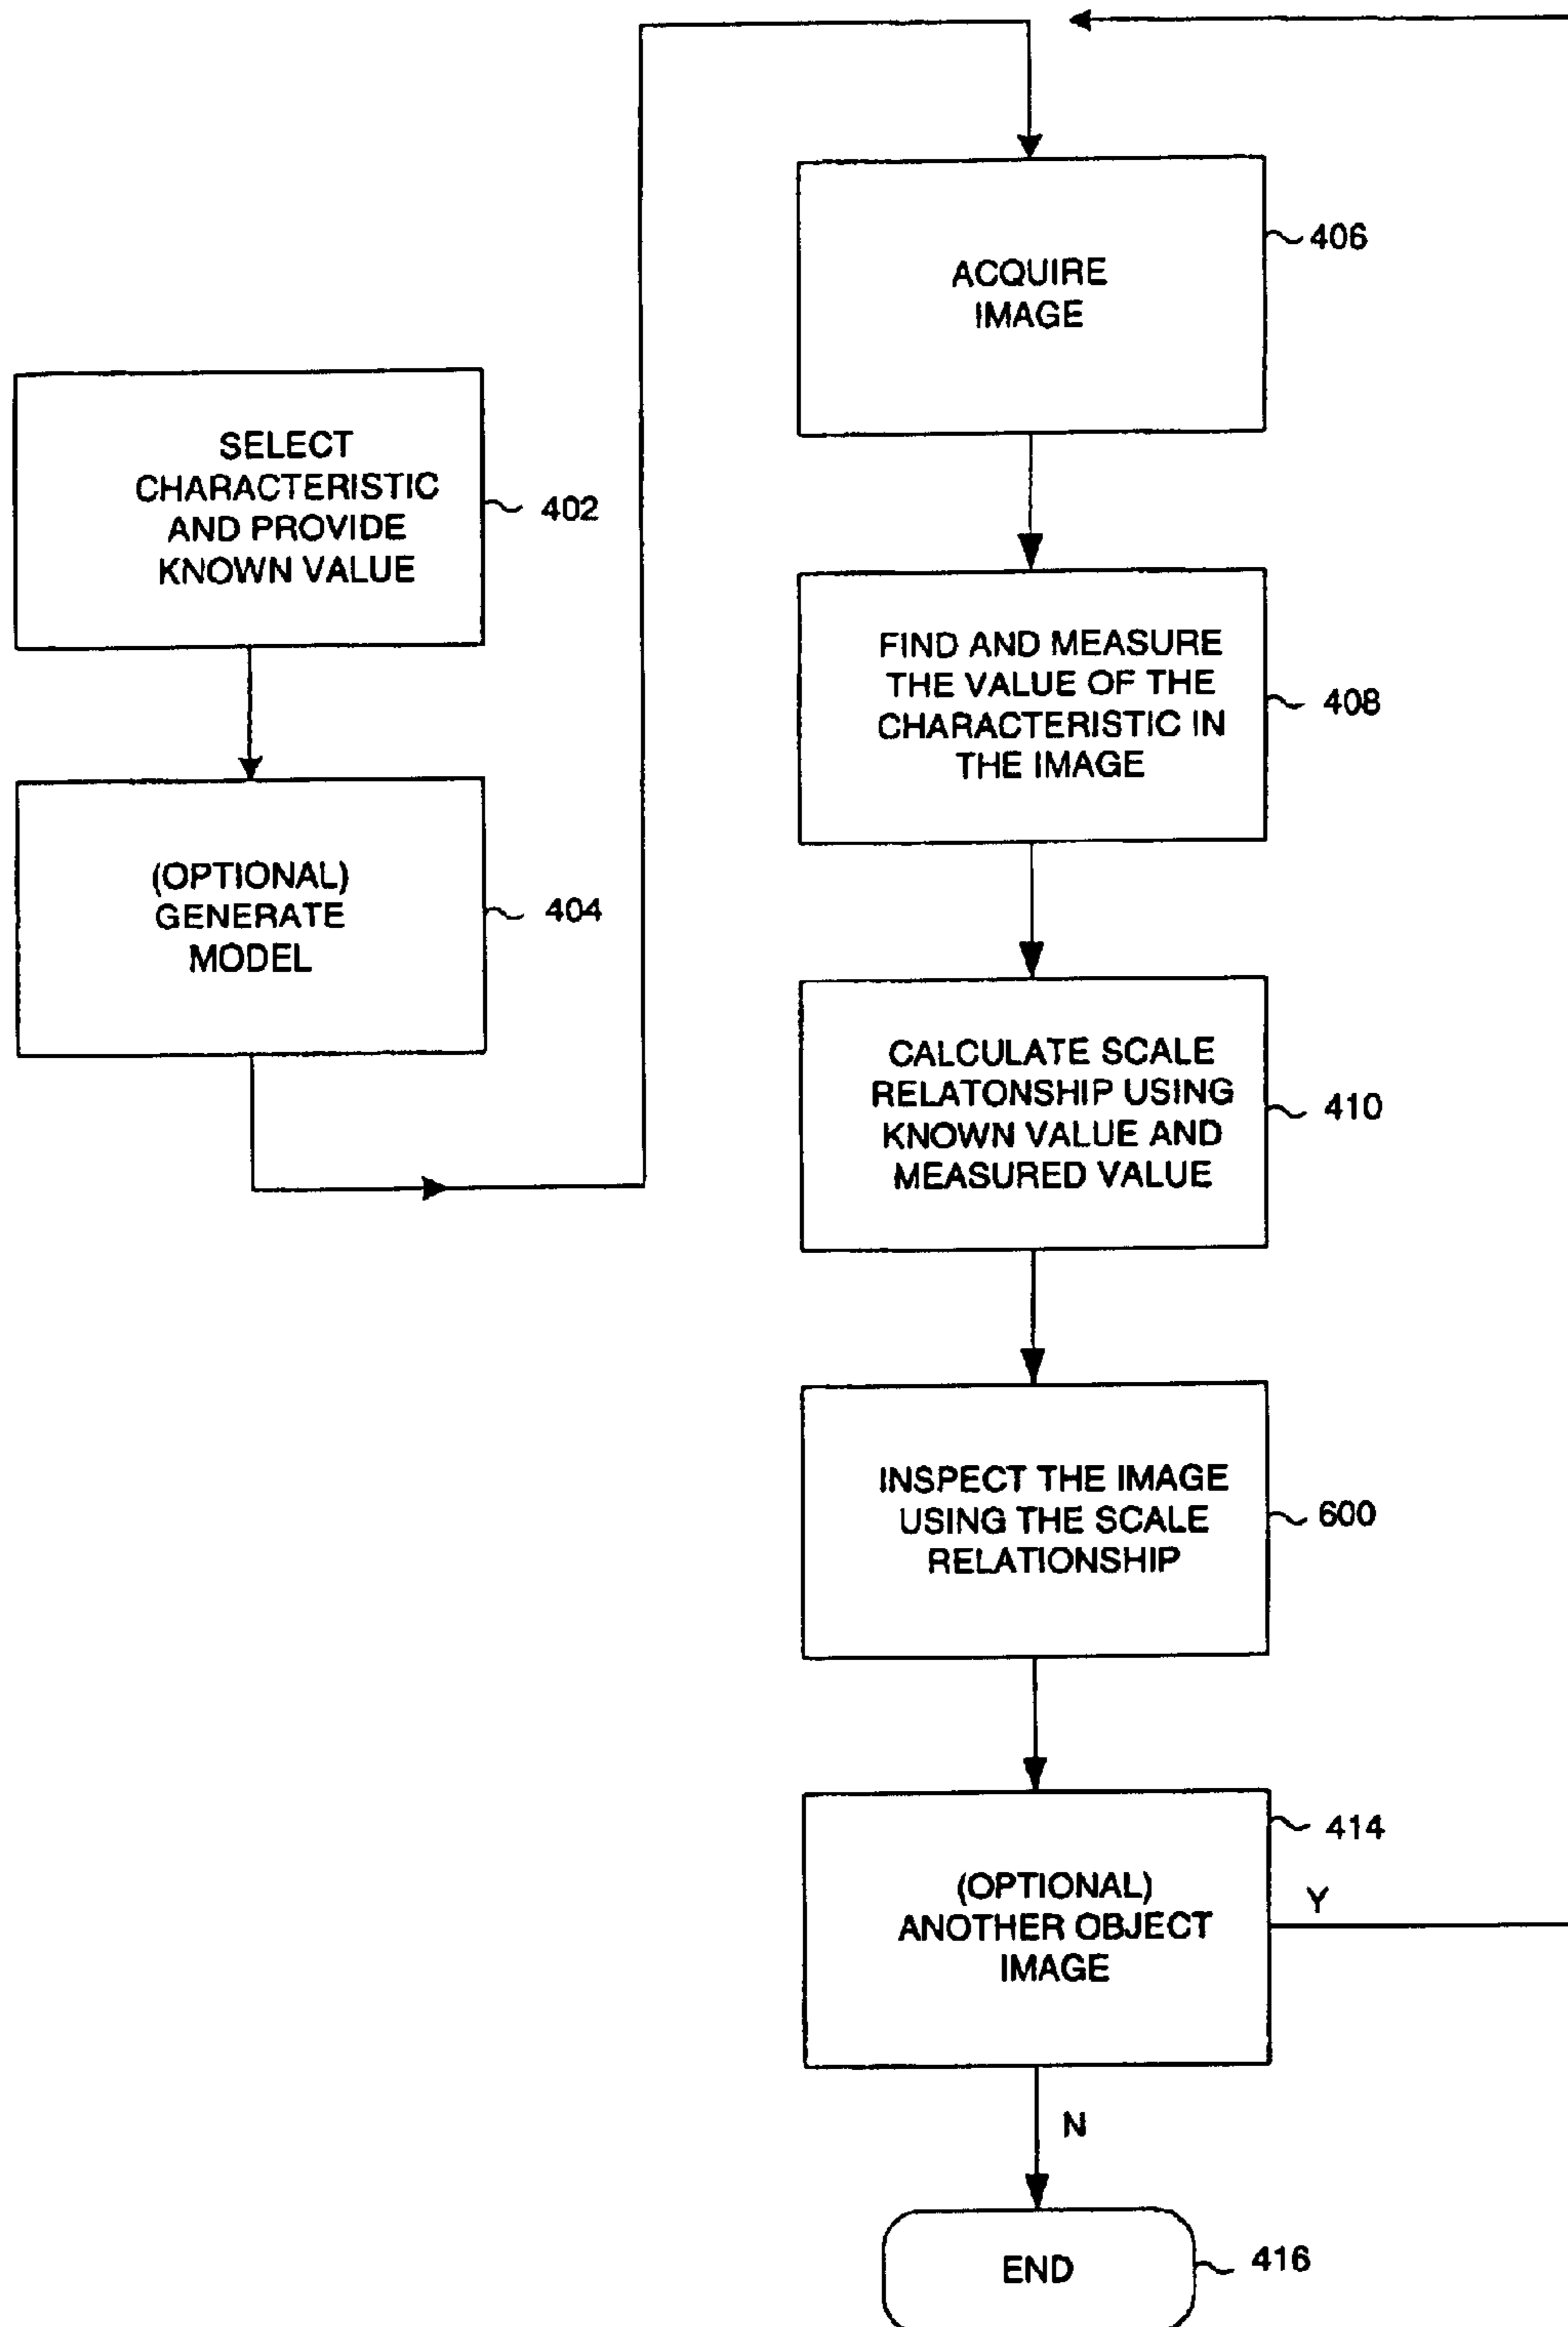 SELECT
CHARACTERISTIC
AND PROVIDE
KNOWN VALUE
402
(OPTIONAL)
GENERATE
MODEL
404
ACQUIRE
IMAGE
406
FIND AND MEASURE
THE VALUE OF THE
CHARACTERISTIC IN
THE IMAGE
408
CALCULATE SCALE
RELATONSHIP USING
KNOWN VALUE AND
MEASURED VALUE
410
INSPECT THE IMAGE
USING THE SCALE
RELATIONSHIP
600
(OPTIONAL)
ANOTHER OBJECT
IMAGE
414
Y
N
END
416